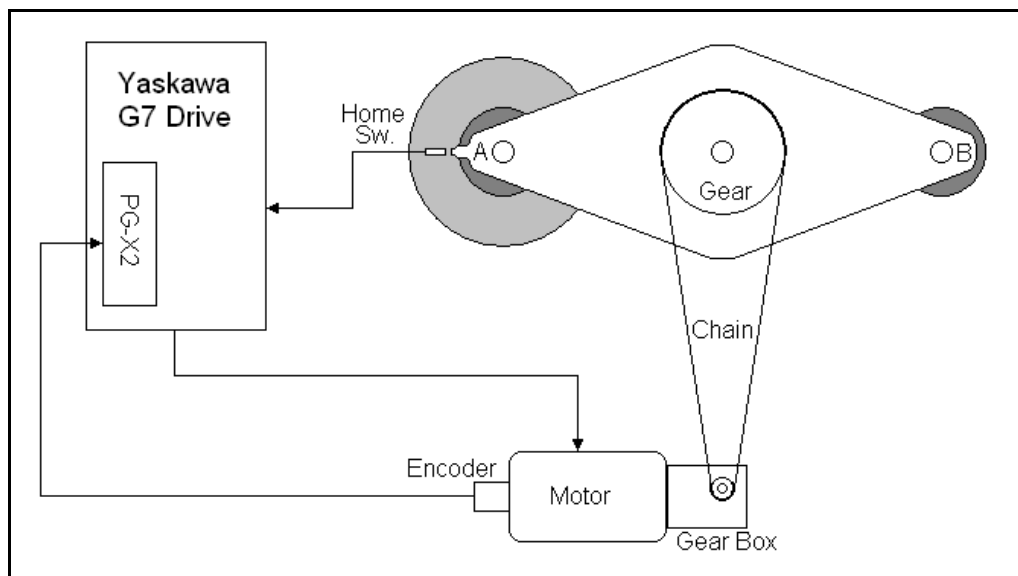 Yaskawa
G7 Drive
PG-X2
Home
Sw.
A
B
Gear
Chain
Encoder
Motor
Gear Box